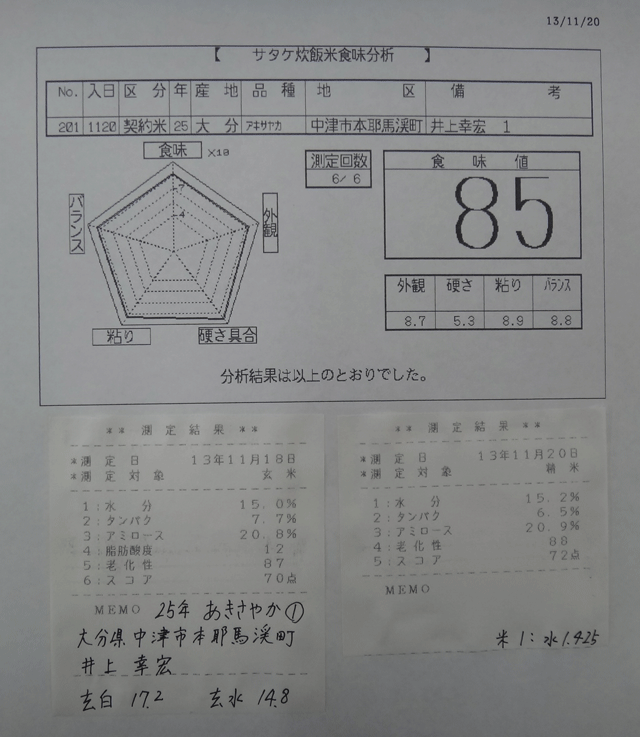 13/11/20
【 サタケ炊飯米食味分析 】
No. 入日 区分 年 産地 品種 地区 備考
201 1120 契約米 25 大分 アキサヤカ 中津市本耶馬渓町 井上幸宏 1
食味 ×10
7
4
バランス
外観
粘り
硬さ具合
測定回数
6/ 6
食味値
85
外観 硬さ 粘り バランス
8.7 5.3 8.9 8.8
分析結果は以上のとおりでした。
** 測定結果 **
*測定日 13年11月18日
*測定対象 玄米
1:水分 15.0%
2:タンパク 7.7%
3:アミロース 20.8%
4:脂肪酸度 12
5:老化性 87
6:スコア 70点
MEMO 25年 あきさやか①
大分県中津市本耶馬渓町
井上 幸宏
玄白 17.2 玄水 14.8
** 測定結果 **
*測定日 13年11月20日
*測定対象 精米
1:水分 15.2%
2:タンパク 6.5%
3:アミロース 20.9%
4:老化性 88
5:スコア 72点
MEMO
米1:水1.425